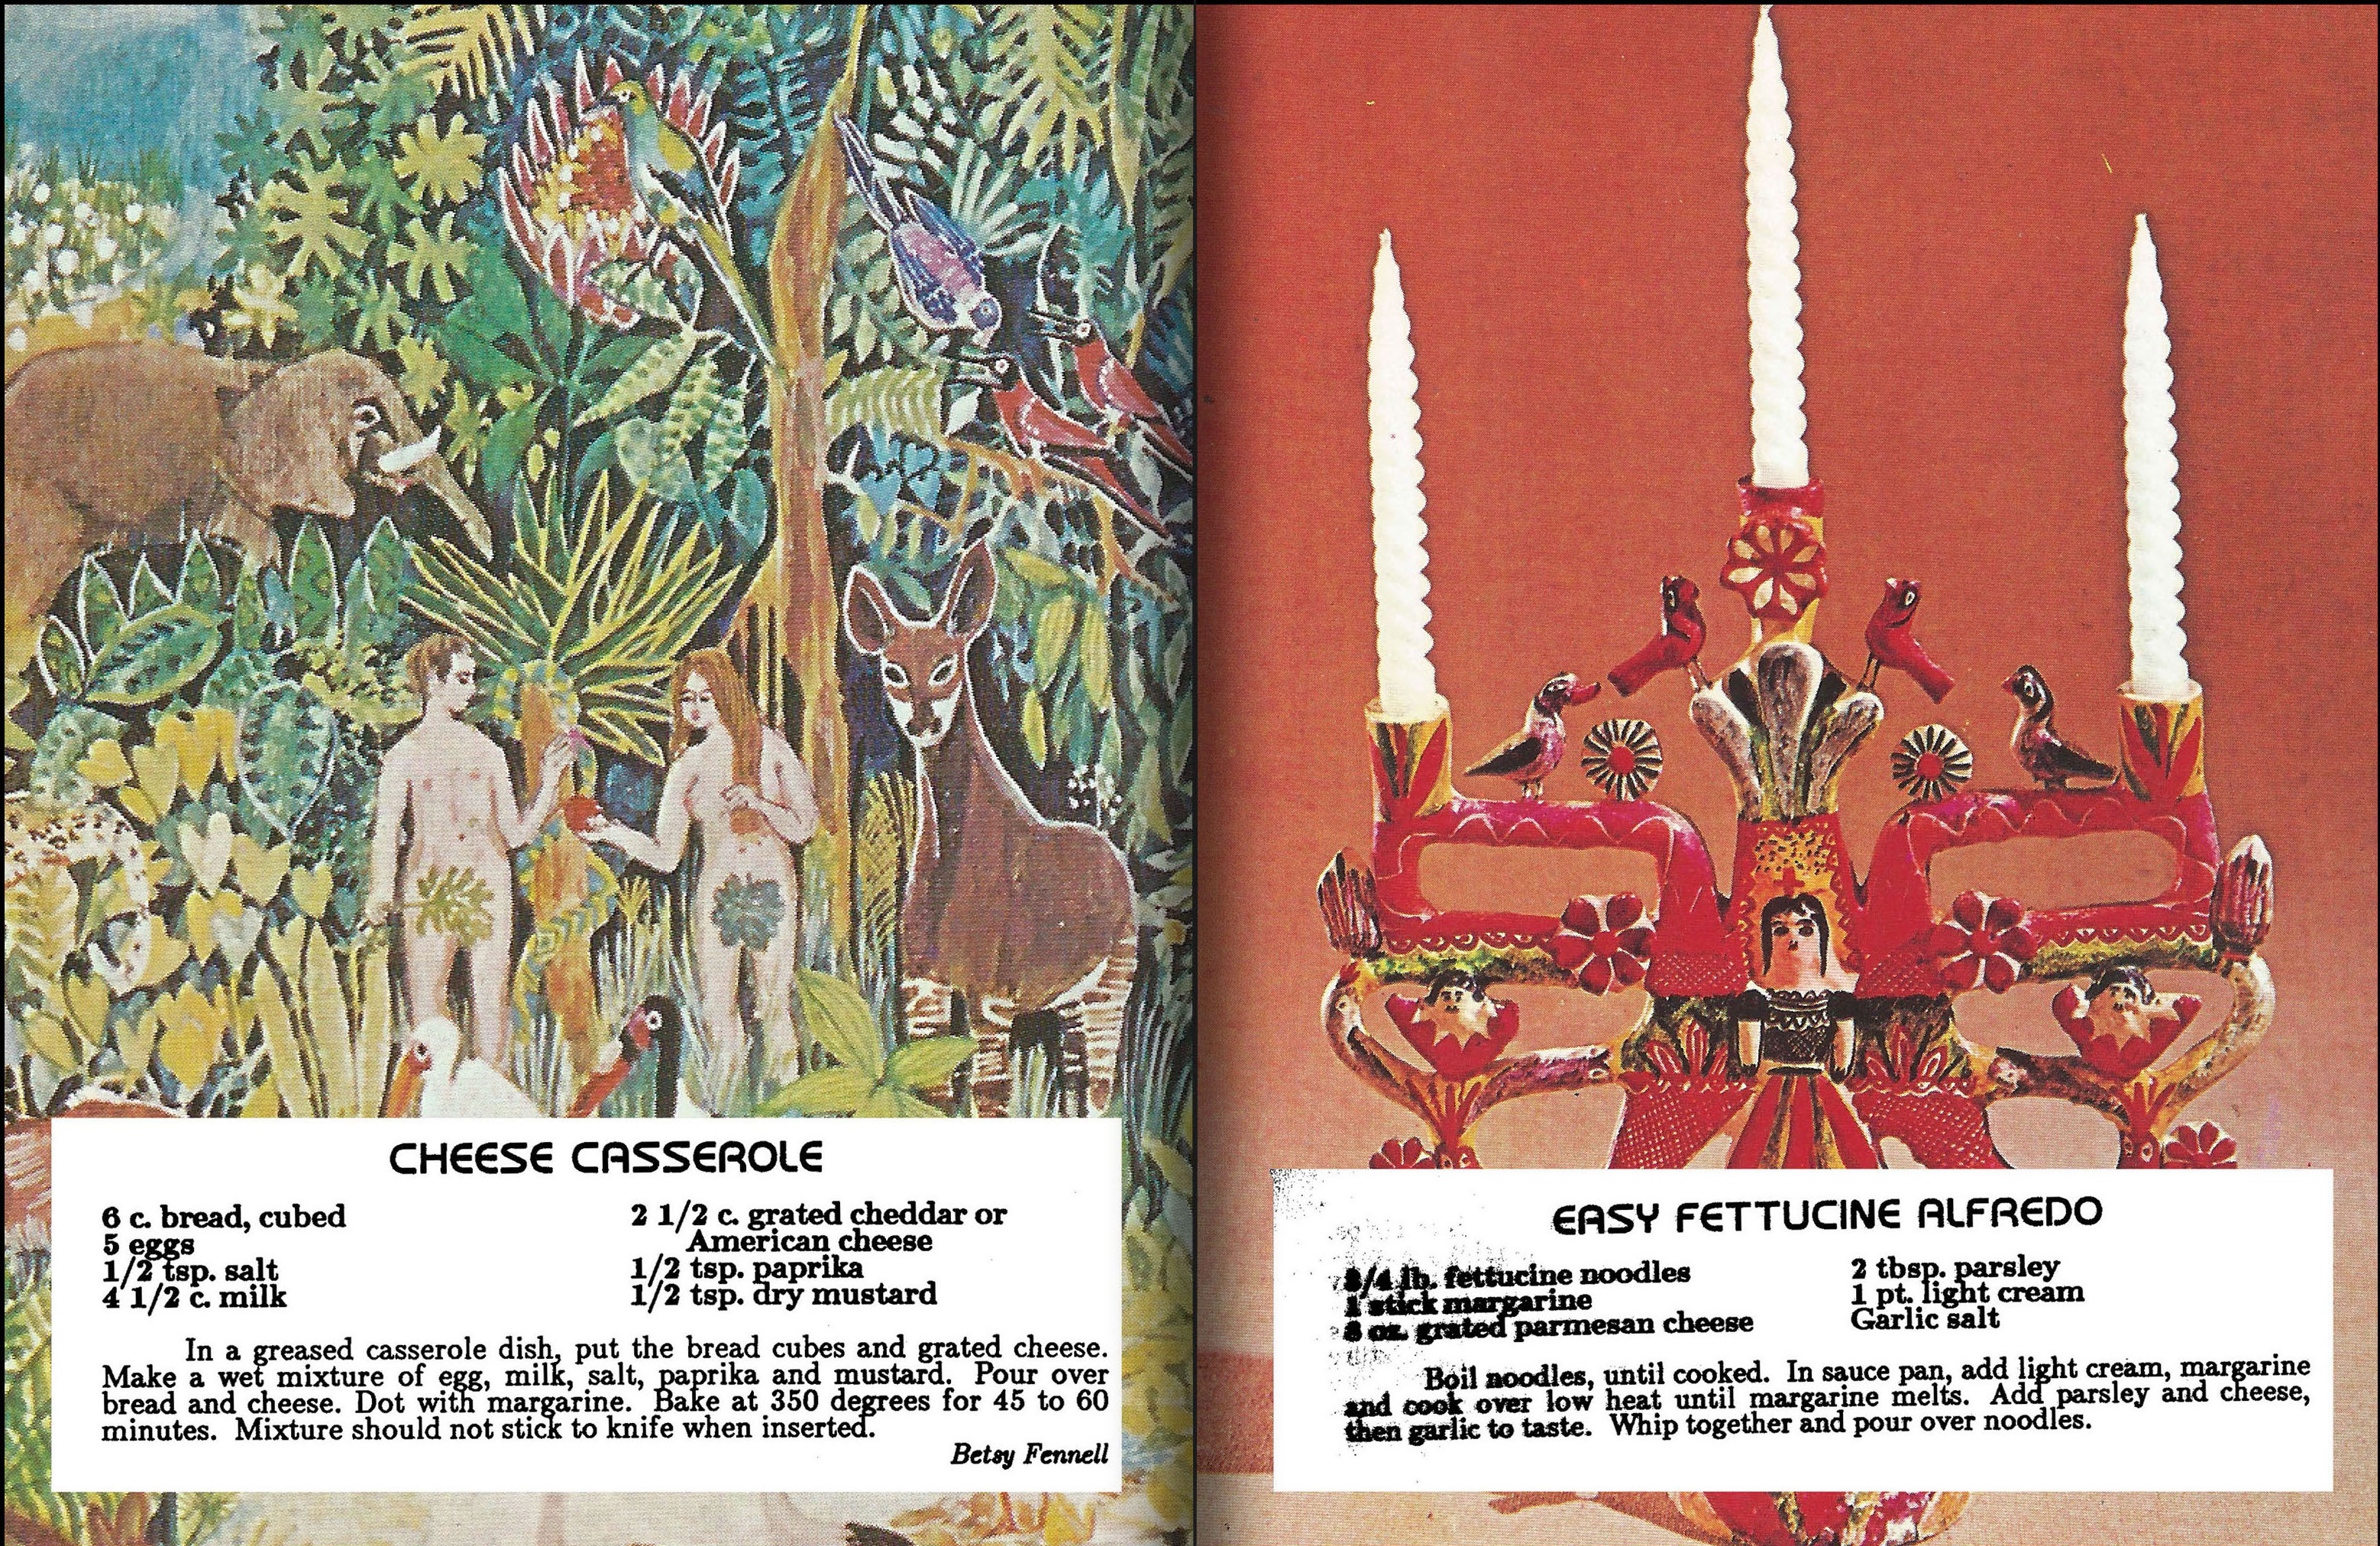 CHEESE CASSEROLE
6 c. bread, cubed
5 eggs
1/2 tsp. salt
4 1/2 c. milk
2 1/2 c. grated cheddar or
American cheese
1/2 tsp. paprika
1/2 tsp. dry mustard
In a greased casserole dish, put the bread cubes and grated cheese.
Make a wet mixture of egg, milk, salt, paprika and mustard. Pour over
bread and cheese. Dot with margarine. Bake at 350 degrees for 45 to 60
minutes. Mixture should not stick to knife when inserted.
Betsy Fennell
EASY FETTUCINE ALFREDO
3/4 lb. fettucine noodles
1 stick margarine
8 oz. grated parmesan cheese
2 tbsp. parsley
1 pt. light cream
Garlic salt
Boil noodles, until cooked. In sauce pan, add light cream, margarine
and cook over low heat until margarine melts. Add parsley and cheese,
then garlic to taste. Whip together and pour over noodles.